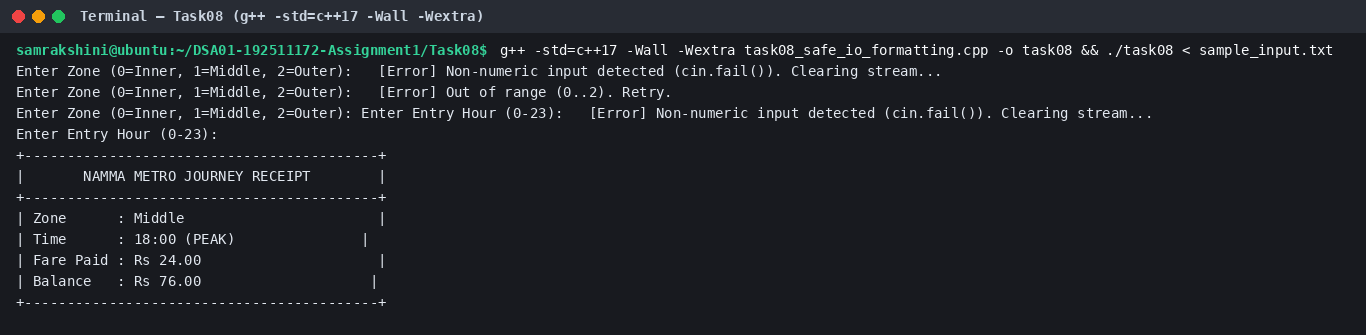 Terminal — Task08 (g++ -std=c++17 -Wall -Wextra)
samrakshini@ubuntu:~/DSA01-192511172-Assignment1/Task08$ g++ -std=c++17 -Wall -Wextra task08_safe_io_formatting.cpp -o task08 && ./task08 < sample_input.txt
Enter Zone (0=Inner, 1=Middle, 2=Outer):   [Error] Non-numeric input detected (cin.fail()). Clearing stream...
Enter Zone (0=Inner, 1=Middle, 2=Outer):   [Error] Out of range (0..2). Retry.
Enter Zone (0=Inner, 1=Middle, 2=Outer): Enter Entry Hour (0-23):   [Error] Non-numeric input detected (cin.fail()). Clearing stream...
Enter Entry Hour (0-23):
+------------------------------------------+
|       NAMMA METRO JOURNEY RECEIPT        |
+------------------------------------------+
| Zone      : Middle                       |
| Time      : 18:00 (PEAK)               |
| Fare Paid : Rs 24.00                     |
| Balance   : Rs 76.00                    |
+------------------------------------------+